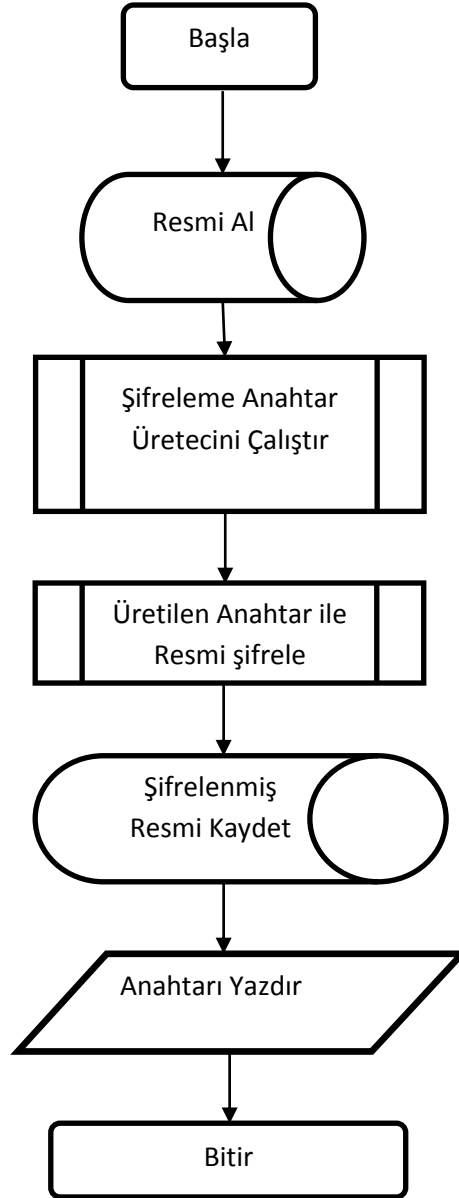 Başla
Resmi Al
Şifreleme Anahtar
Üretecini Çalıştır
Üretilen Anahtar ile
Resmi şifrele
Şifrelenmiş
Resmi Kaydet
Anahtarı Yazdır
Bitir